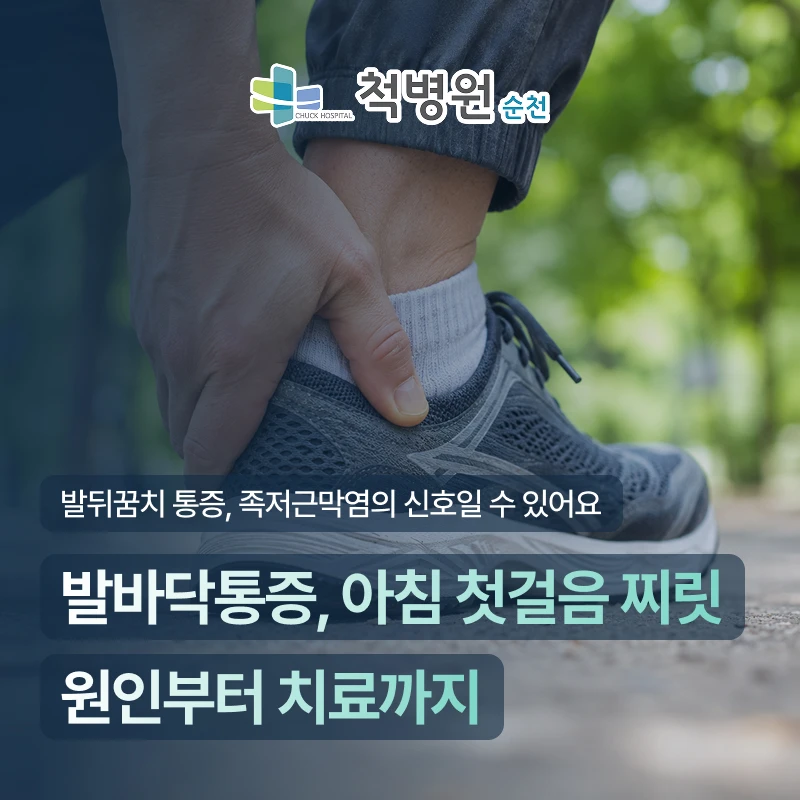 척병원 순천
CHUCK HOSPITAL
발뒤꿈치 통증, 족저근막염의 신호일 수 있어요
발바닥통증, 아침 첫걸음 찌릿
원인부터 치료까지